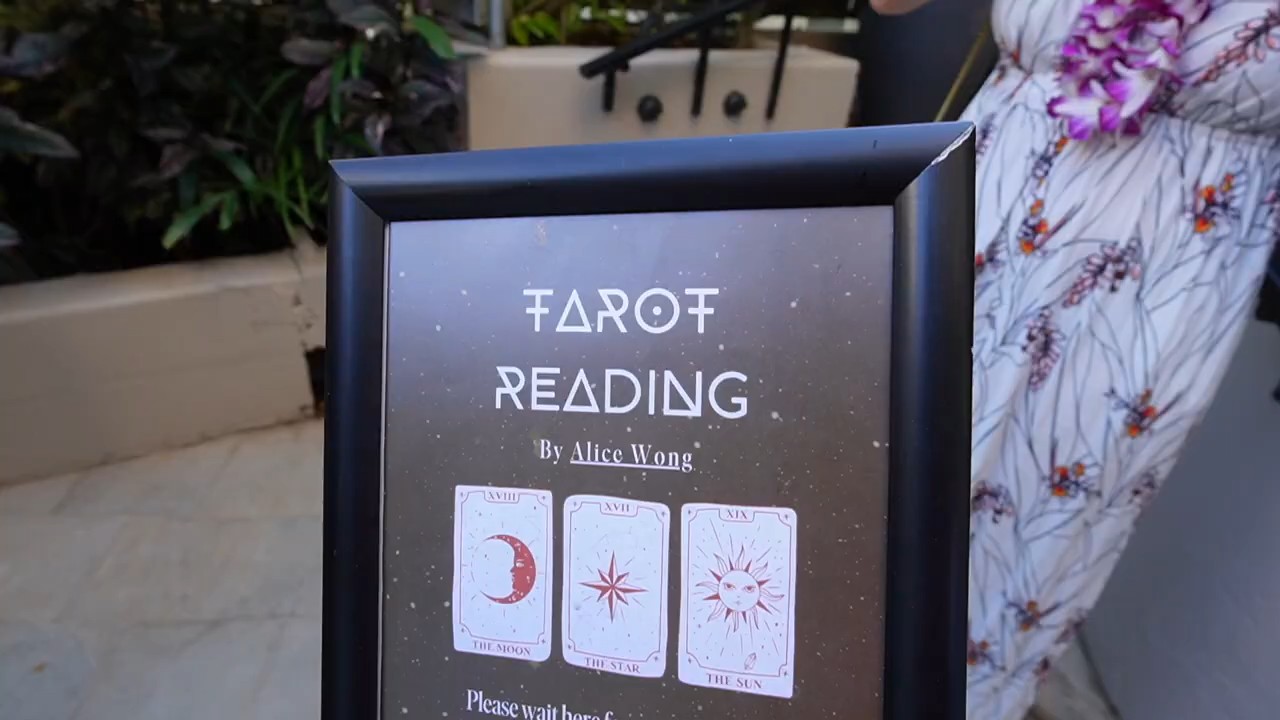 TAROT
READING
By Alice Wong
XVIII
THE MOON
XVII
THE STAR
XIX
THE SUN
Please wait here